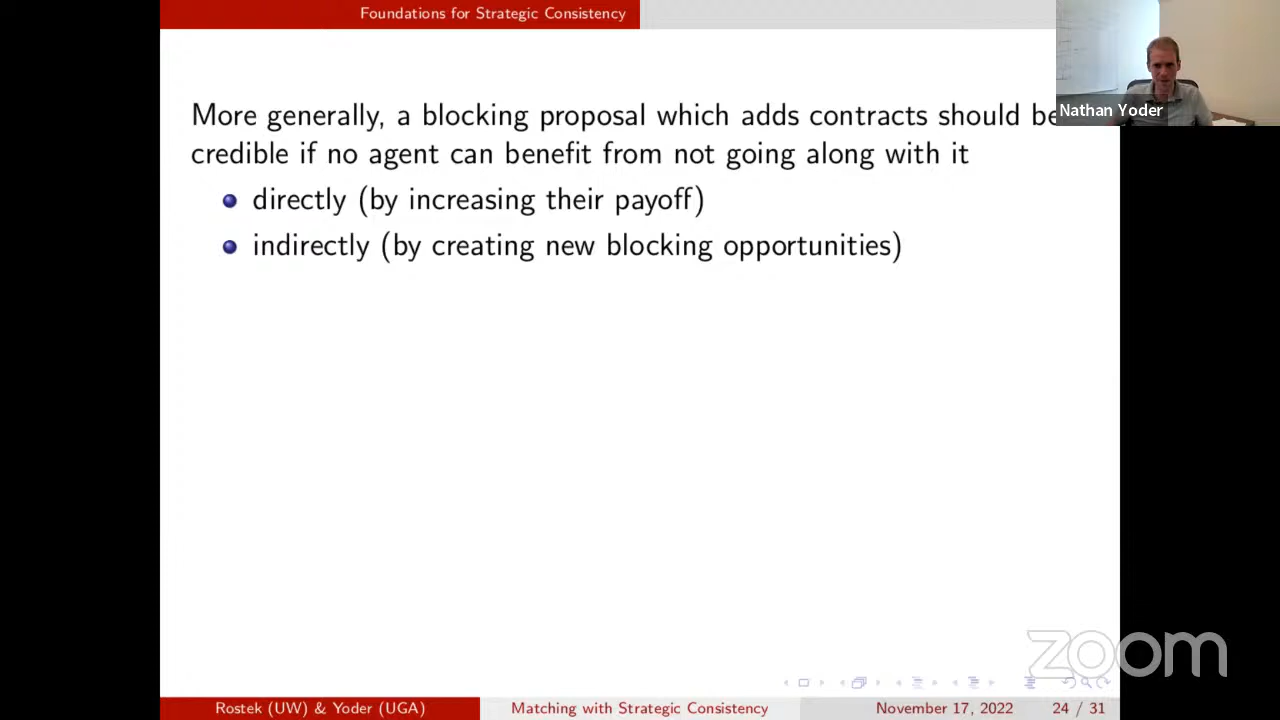 Foundations for Strategic Consistency
Nathan Yoder
More generally, a blocking proposal which adds contracts should be
credible if no agent can benefit from not going along with it
directly (by increasing their payoff)
indirectly (by creating new blocking opportunities)
zoom
Rostek (UW) & Yoder (UGA) Matching with Strategic Consistency November 17, 2022 24 / 31